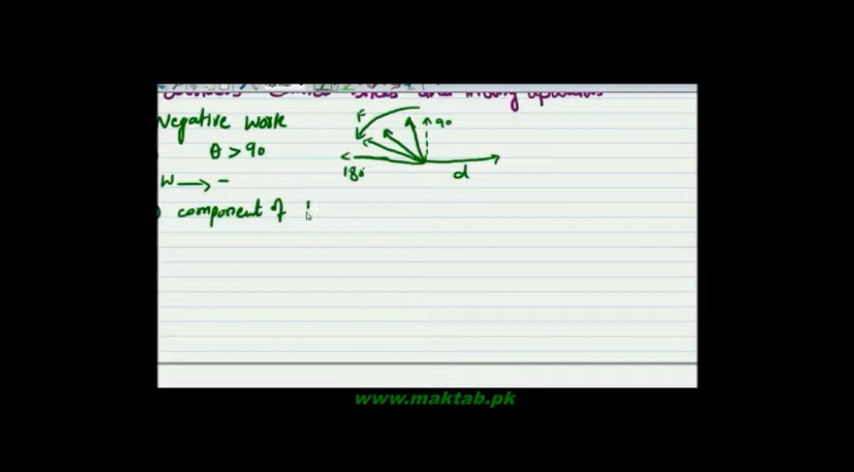 Negative Work
F
90
θ > 90
180
d
W ⟶ -
component of
www.maktab.pk